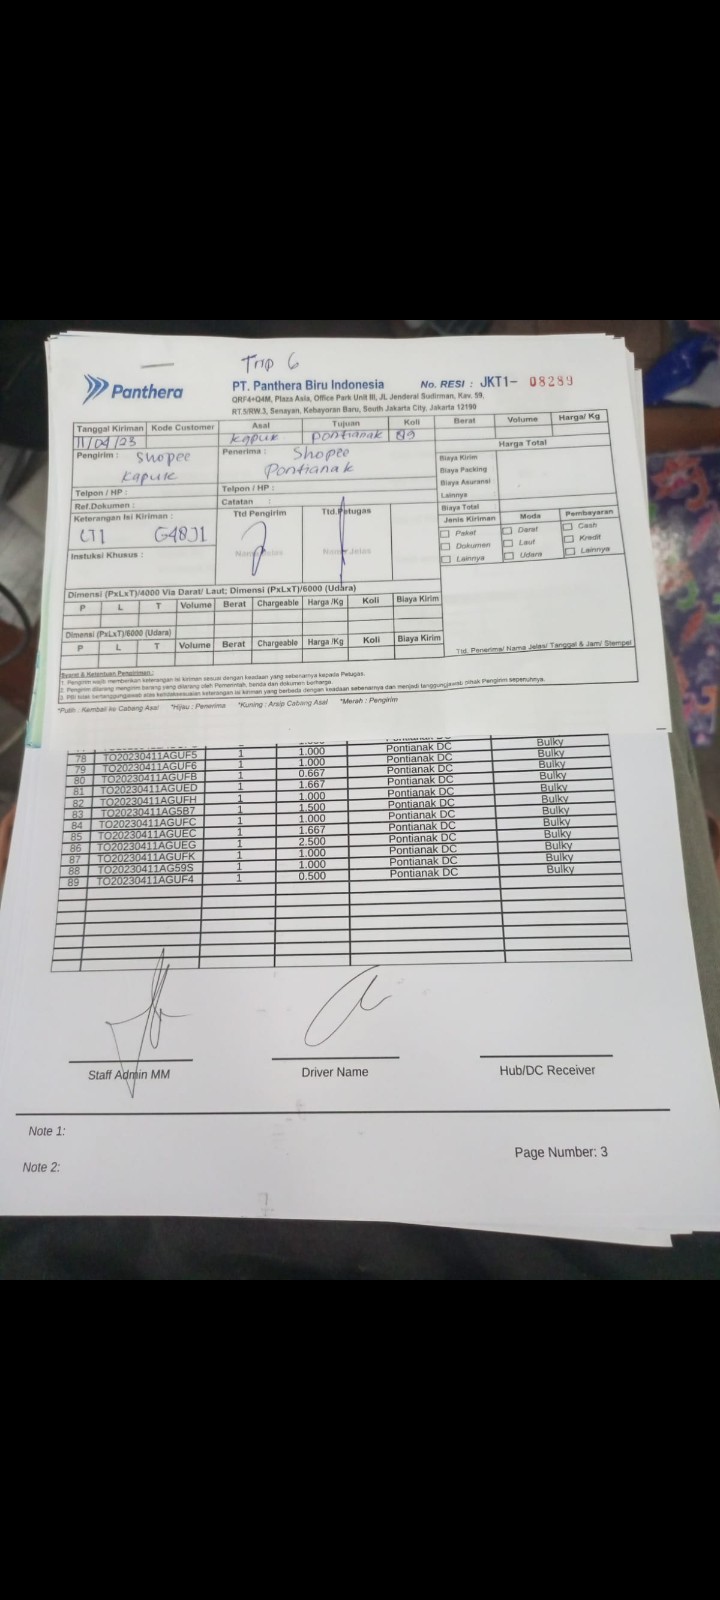 Trip 6
Panthera
PT. Panthera Biru Indonesia
No. RESI : JKT1- 08289
QRF4+Q4M, Plaza Asia, Office Park Unit III, JL Jenderal Sudirman, Kav. 59,
RT.5/RW.3, Senayan, Kebayoran Baru, South Jakarta City, Jakarta 12190
Tanggal Kiriman Kode Customer Asal Tujuan Koli Berat Volume Harga/ Kg
11/04/23 Kapuk Pontianak 89
Harga Total
Pengirim : Shopee
Kapuk
Penerima : Shopee
Pontianak
Biaya Kirim
Biaya Packing
Biaya Asuransi
Lainnya
Biaya Total
Telpon / HP :
Telpon / HP :
Ref.Dokumen :
Catatan :
Keterangan Isi Kiriman :
Ttd Pengirim
Ttd.Petugas
Nama Jelas
Nama Jelas
Instuksi Khusus :
Jenis Kiriman Moda Pembayaran
Paket Darat Cash
Dokumen Laut Kredit
Lainnya Udara Lainnya
Dimensi (PxLxT)/4000 Via Darat/ Laut; Dimensi (PxLxT)/6000 (Udara)
P L T Volume Berat Chargeable Harga /Kg Koli Biaya Kirim
Dimensi (PxLxT)/6000 (Udara)
P L T Volume Berat Chargeable Harga /Kg Koli Biaya Kirim
Ttd. Penerima/ Nama Jelas/ Tanggal & Jam/ Stempel
Syarat & Ketentuan Pengiriman :
1. Pengirim wajib memberikan keterangan isi kiriman sesuai dengan keadaan yang sebenarnya kepada Petugas.
2. Pengirim dilarang mengirim barang yang dilarang oleh Pemerintah, benda dan dokumen berharga.
3. PBI tidak bertanggungjawab atas ketidaksesuaian keterangan isi kiriman yang berbeda dengan keadaan sebenarnya dan menjadi tanggungjawab pihak Pengirim sepenuhnya.
*Putih : Kembali ke Cabang Asal *Hijau : Penerima *Kuning : Arsip Cabang Asal *Merah : Pengirim
78 TO20230411AGUF5 1 1.000 Pontianak DC Bulky
79 TO20230411AGUF6 1 1.000 Pontianak DC Bulky
80 TO20230411AGUFB 1 0.667 Pontianak DC Bulky
81 TO20230411AGUED 1 1.667 Pontianak DC Bulky
82 TO20230411AGUFH 1 1.000 Pontianak DC Bulky
83 TO20230411AG5B7 1 1.500 Pontianak DC Bulky
84 TO20230411AGUFC 1 1.000 Pontianak DC Bulky
85 TO20230411AGUEC 1 1.667 Pontianak DC Bulky
86 TO20230411AGUEG 1 2.500 Pontianak DC Bulky
87 TO20230411AGUFK 1 1.000 Pontianak DC Bulky
88 TO20230411AG59S 1 1.000 Pontianak DC Bulky
89 TO20230411AGUF4 1 0.500 Pontianak DC Bulky
Staff Admin MM
Driver Name
Hub/DC Receiver
Note 1:
Page Number: 3
Note 2: